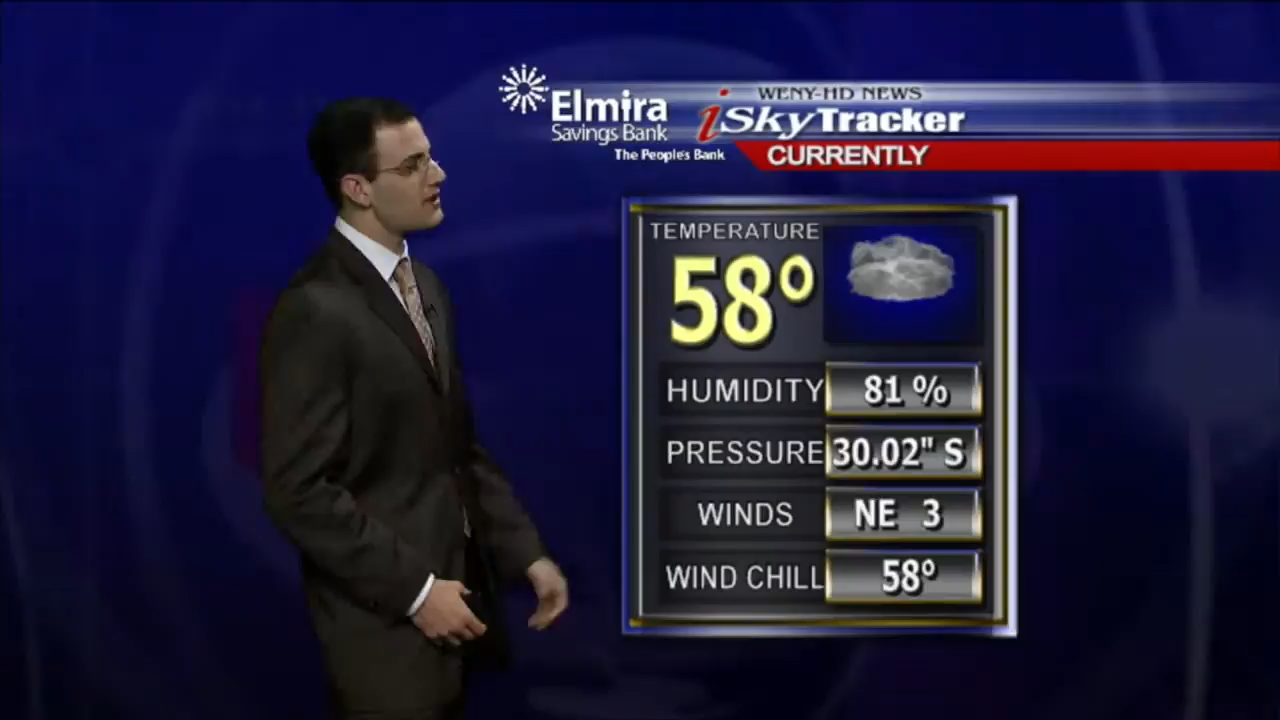 Elmira
Savings Bank
The People's Bank
WENY-HD NEWS
iSkyTracker
CURRENTLY
TEMPERATURE
58°
HUMIDITY 81 %
PRESSURE 30.02" S
WINDS NE 3
WIND CHILL 58°